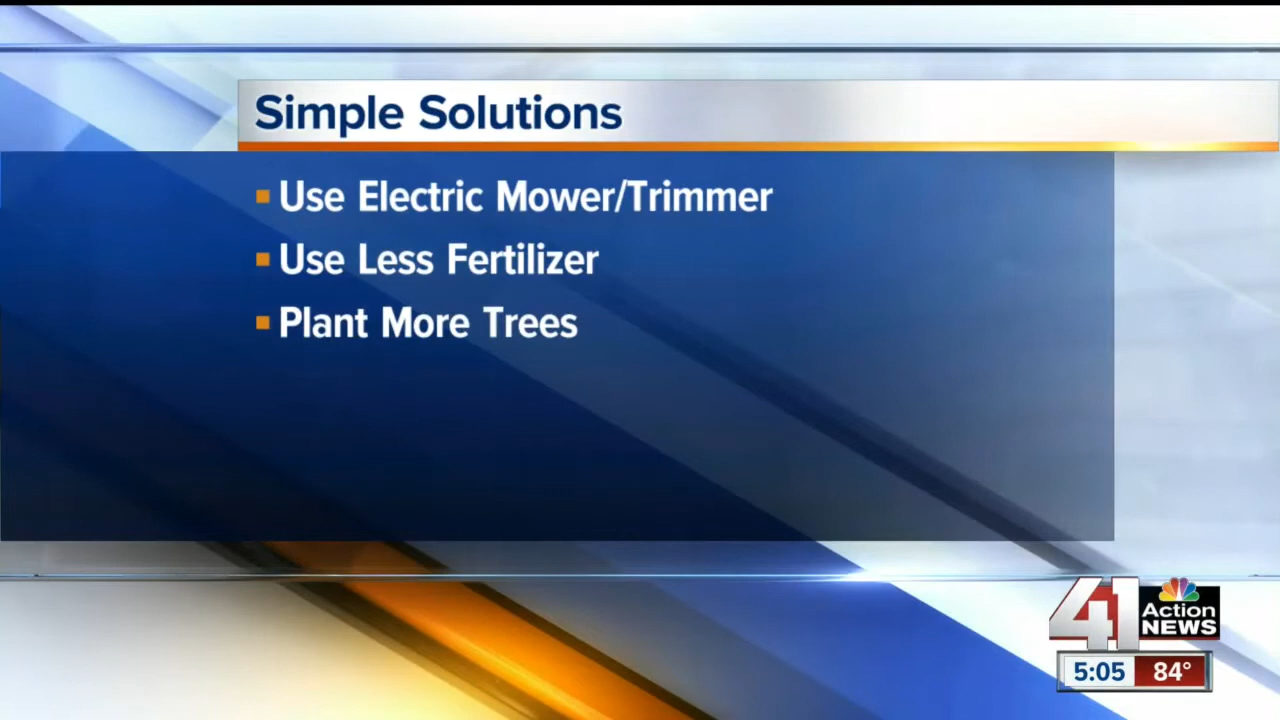 Simple Solutions
Use Electric Mower/Trimmer
Use Less Fertilizer
Plant More Trees
41 Action
NEWS
5:05 84°